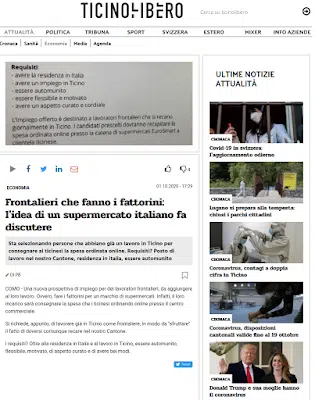 TICINOLIBERO
Cerca su ticinolibero
ATTUALITÀ POLITICA TRIBUNA SPORT SVIZZERA ESTERO MIXER INFO AZIENDE
Cronaca Sanità Economia Media Agenda
Requisiti:
- avere la residenza in Italia
- avere un impiego in Ticino
- essere automunito
- essere flessibile e motivato
- avere un aspetto curato e cordiale
L'impiego offerto è destinato a lavoratori frontalieri che si recano
giornalmente in Ticino. I candidati prescelti dovranno recapitare la
spesa ordinata online presso la catena di supermercati EuroSmart a
clientela ticinese.
ECONOMIA
01.10.2020 - 17:29
Frontalieri che fanno i fattorini:
l'idea di un supermercato italiano fa
discutere
Sta selezionando persone che abbiano già un lavoro in Ticino per
consegnare ai ticinesi la spesa ordinata online. Requisiti? Posto di
lavoro nel nostro Cantone, residenza in Italia, essere automunito
DI PB
COMO - Una nuova prospettiva di impiego per dei lavoratori frontalieri, da aggiungere
al loro lavoro. Ovvero, fare i fattorini per un marchio di supermercati. Infatti, il loro
incarico sarà consegnare la spesa che i ticinesi ordinano online presso il centro
commerciale.
Si richiede, appunto, di lavorare già in Ticino come frontaliere, in modo da "sfruttare"
il fatto di doversi comunque recare nel nostro Cantone.
I requisiti? Oltre alla residenza in Italia e al lavoro in Ticino, essere automunito,
flessibile, motivato, di aspetto curato e di avere bei modi.
Tweet
ULTIME NOTIZIE
ATTUALITÀ
CRONACA
Covid-19 in svizzera:
l'aggiornamento odierno
CRONACA
Lugano si prepara alla tempesta:
chiusi i parchi cittadini
CRONACA
Coronavirus, contagi a doppia
cifra in Ticino
CRONACA
Coronavirus, disposizioni
cantonali valide fino al 19 ottobre
CRONACA
Donald Trump e sua moglie hanno
il coronavirus